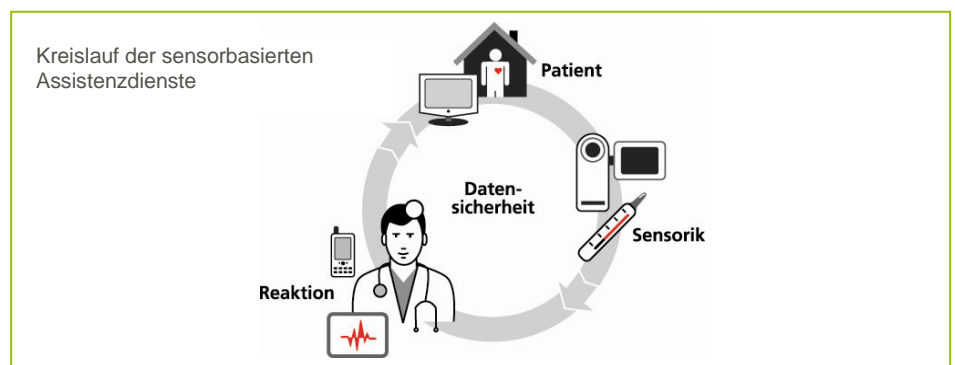 Kreislauf der sensorbasierten
Assistenzdienste
Patient
Daten-
sicherheit
Sensorik
Reaktion